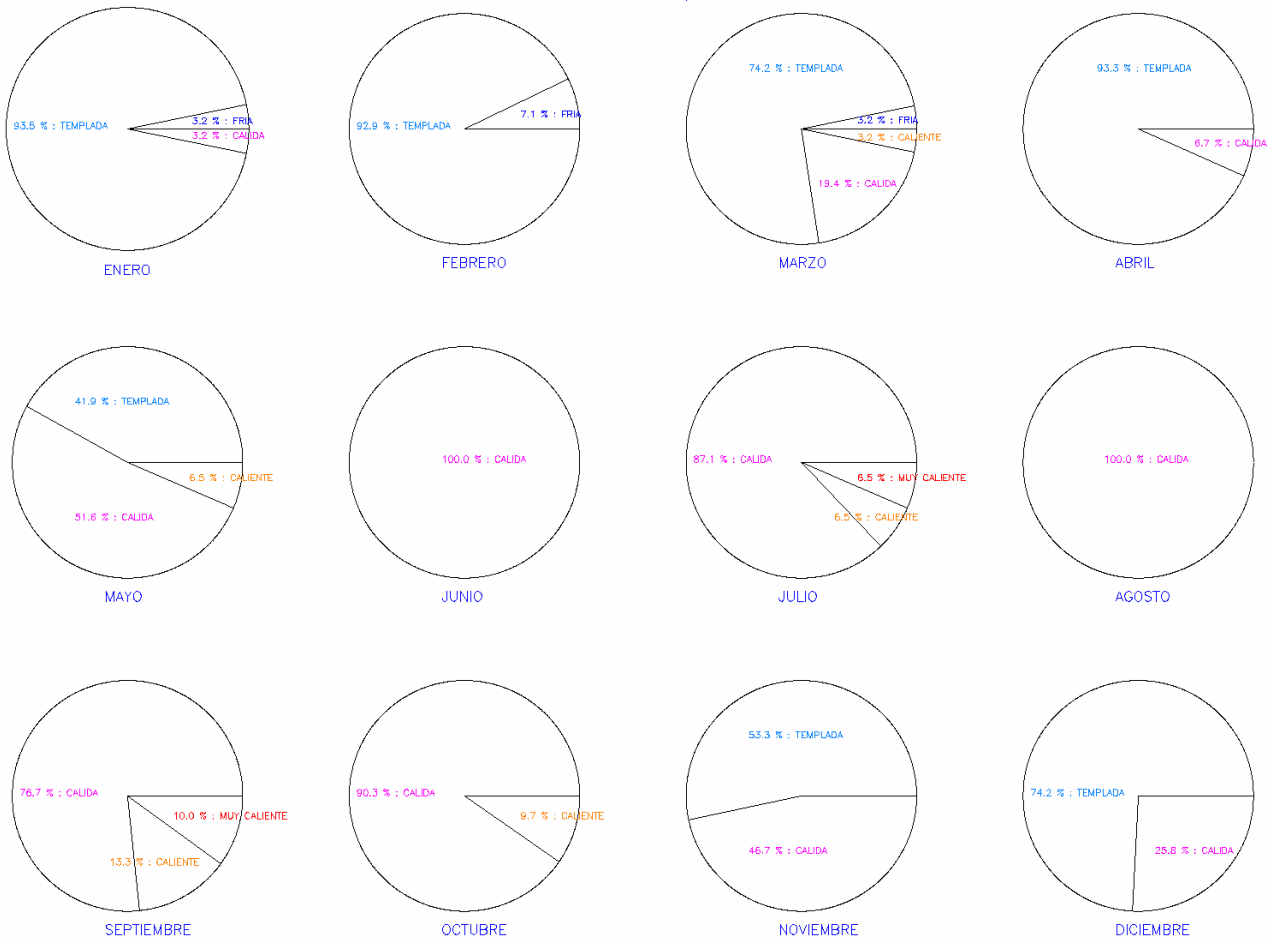 93.5 % : TEMPLADA
3.2 % : FRIA
3.2 % : CALIDA
ENERO
92.9 % : TEMPLADA
7.1 % : FRIA
FEBRERO
74.2 % : TEMPLADA
3.2 % : FRIA
3.2 % : CALIENTE
19.4 % : CALIDA
MARZO
93.3 % : TEMPLADA
6.7 % : CALIDA
ABRIL
41.9 % : TEMPLADA
6.5 % : CALIENTE
51.6 % : CALIDA
MAYO
100.0 % : CALIDA
JUNIO
87.1 % : CALIDA
6.5 % : MUY CALIENTE
6.5 % : CALIENTE
JULIO
100.0 % : CALIDA
AGOSTO
76.7 % : CALIDA
10.0 % : MUY CALIENTE
13.3 % : CALIENTE
SEPTIEMBRE
90.3 % : CALIDA
9.7 % : CALIENTE
OCTUBRE
53.3 % : TEMPLADA
46.7 % : CALIDA
NOVIEMBRE
74.2 % : TEMPLADA
25.8 % : CALIDA
DICIEMBRE